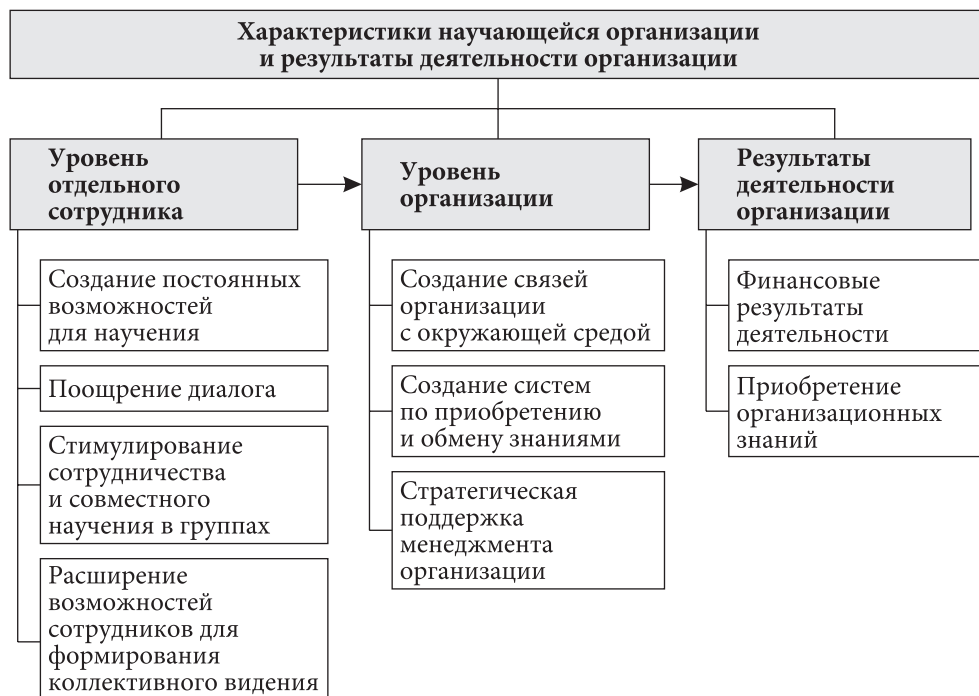 Характеристики научающейся организации
и результаты деятельности организации
Уровень
отдельного
сотрудника
Создание постоянных
возможностей
для научения
Поощрение диалога
Стимулирование
сотрудничества
и совместного
научения в группах
Расширение
возможностей
сотрудников для
формирования
коллективного видения
Уровень
организации
Создание связей
организации
с окружающей средой
Создание систем
по приобретению
и обмену знаниями
Стратегическая
поддержка
менеджмента
организации
Результаты
деятельности
организации
Финансовые
результаты
деятельности
Приобретение
организационных
знаний